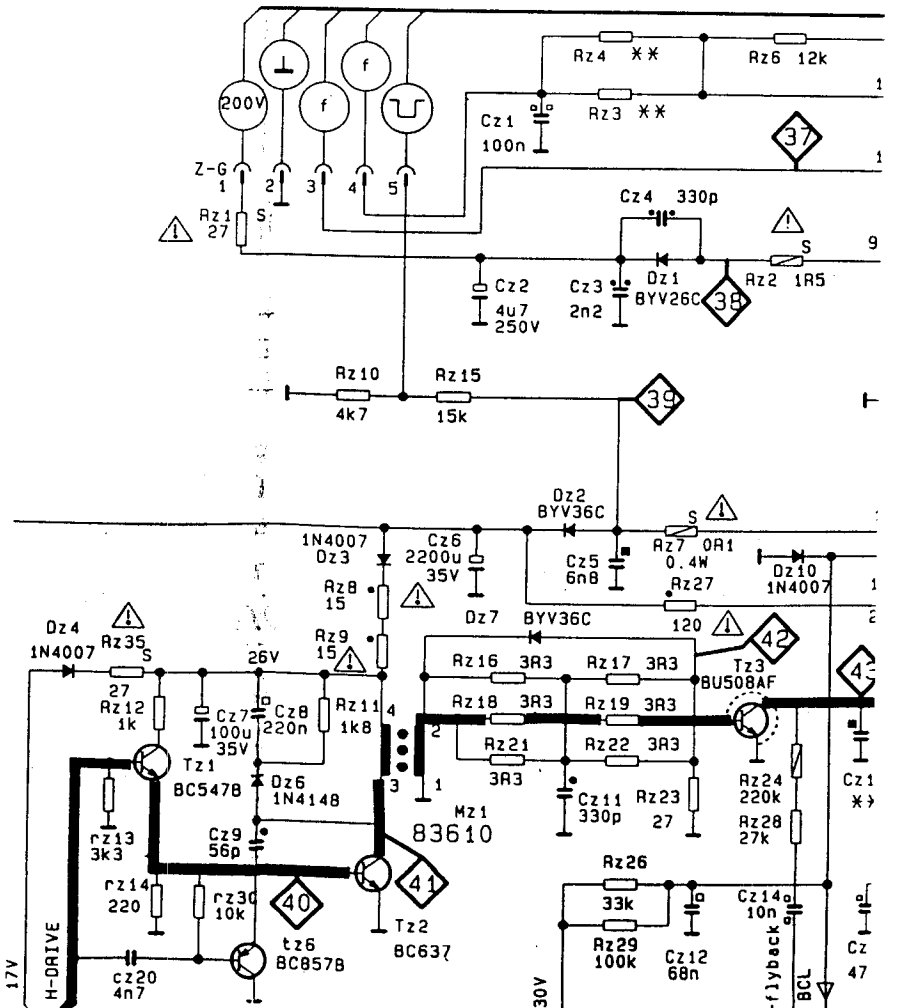 200V
f
f
Z-G
1
2
3
4
5
Rz4 **
Rz6 12k
Rz3 **
Cz1
100n
1
37
1
Rz1 S
27
Cz4 330p
S
9
Dz1
BYV26C
Rz2 1R5
38
Cz2
4u7
250V
Cz3
2n2
Rz10
4k7
Rz15
15k
39
Dz2
BYV36C
1N4007
Dz3
Cz6
2200u
35V
Cz5
6n8
S
Rz7 0R1
0.4W
Dz10
1N4007
Rz8
15
Rz27
120
1
2
Dz7 BYV36C
42
Dz4
1N4007
Rz35
S
27
Rz9
15
26V
Rz12
1k
Cz7
100u
35V
Cz8
220n
Rz11
1k8
4
3
2
1
Rz16 3R3
Rz17 3R3
Rz18 3R3
Rz19 3R3
Rz21
3R3
Rz22 3R3
Tz3
BU508AF
43
Tz1
BC547B
Dz6
1N4148
Mz1
83610
Cz11
330p
Rz23
27
Rz24
220k
Rz28
27k
Cz1
**
rz13
3k3
Cz9
56p
rz14
220
rz30
10k
40
41
Tz2
BC637
tz6
BC857B
cz20
4n7
H-DRIVE
17V
Rz26
33k
Rz29
100k
Cz12
68n
Cz14
10n
Cz
47
30V
-flyback
BCL